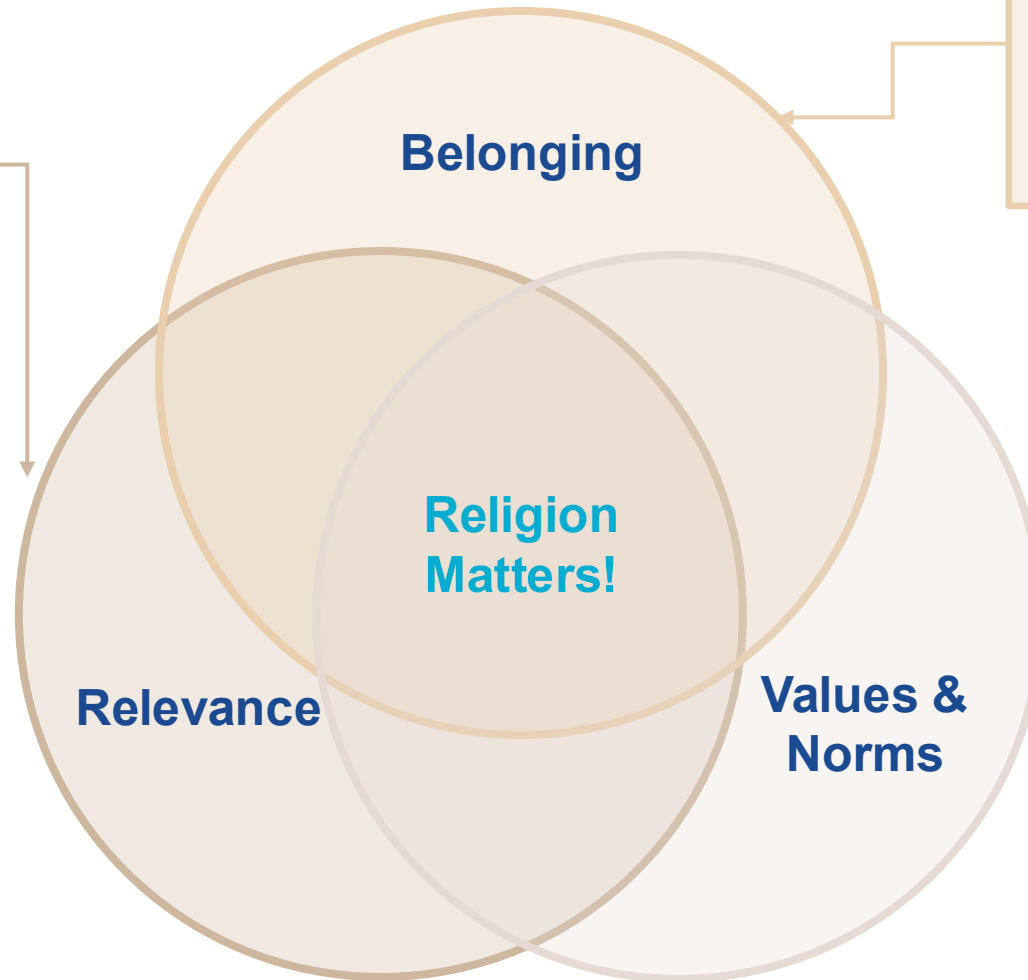 Belonging
Religion
Matters!
Relevance
Values &
Norms